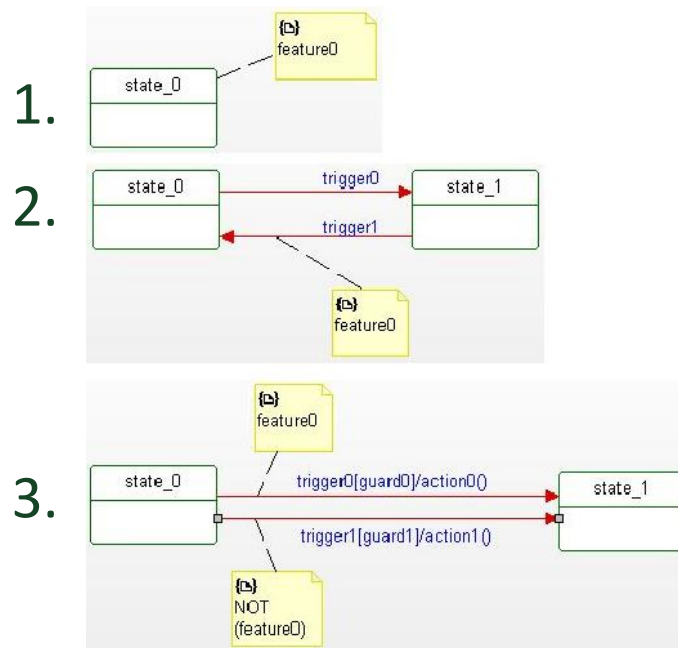 {} 
feature0
1.
state_0
2.
state_0
trigger0
state_1
trigger1
{} 
feature0
{} 
feature0
3.
state_0
trigger0[guard0]/action0()
state_1
trigger1[guard1]/action1()
{} 
NOT
(feature0)